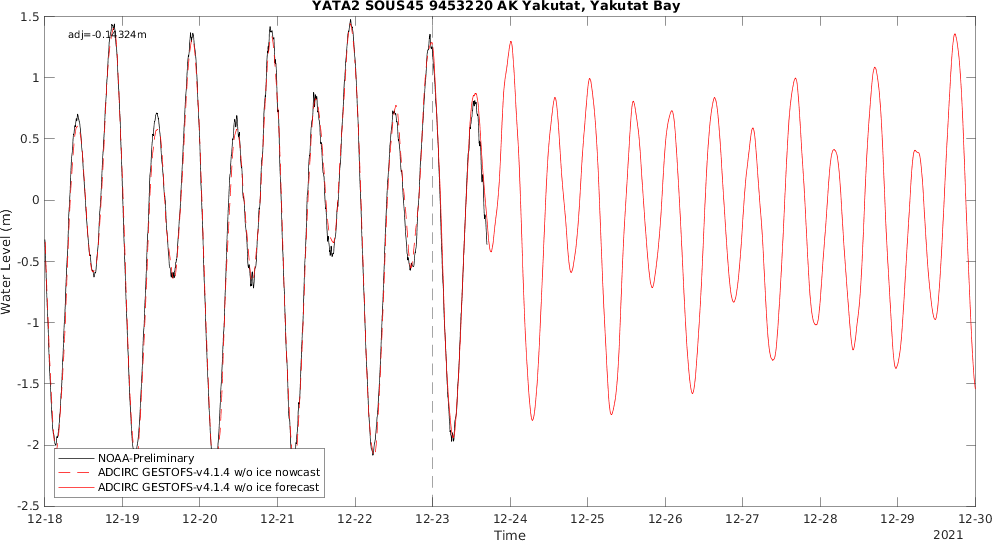 YATA2 SOUS45 9453220 AK Yakutat, Yakutat Bay
adj=-0.14324m
1.5
1
0.5
0
-0.5
-1
-1.5
-2
-2.5
Water Level (m)
NOAA-Preliminary
ADCIRC GESTOFS-v4.1.4 w/o ice nowcast
ADCIRC GESTOFS-v4.1.4 w/o ice forecast
12-18 12-19 12-20 12-21 12-22 12-23 12-24 12-25 12-26 12-27 12-28 12-29 12-30
Time
2021